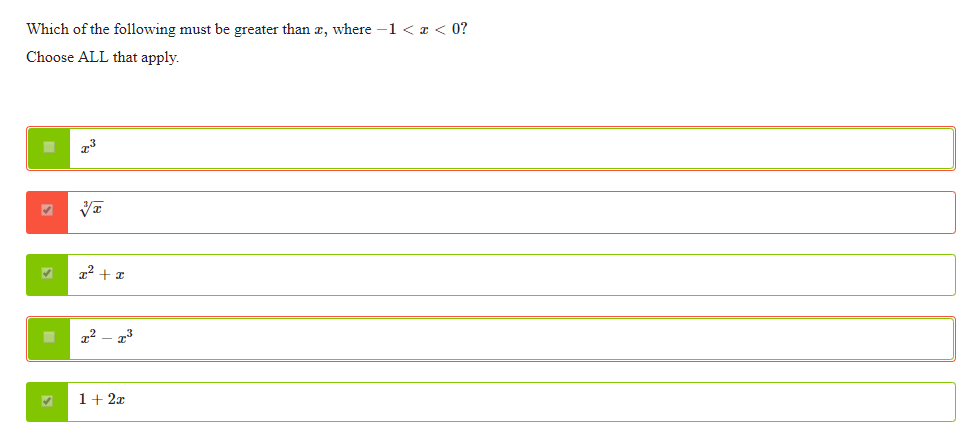 Which of the following must be greater than x, where −1 < x < 0?
Choose ALL that apply.
x³
∛x
x² + x
x² − x³
1 + 2x